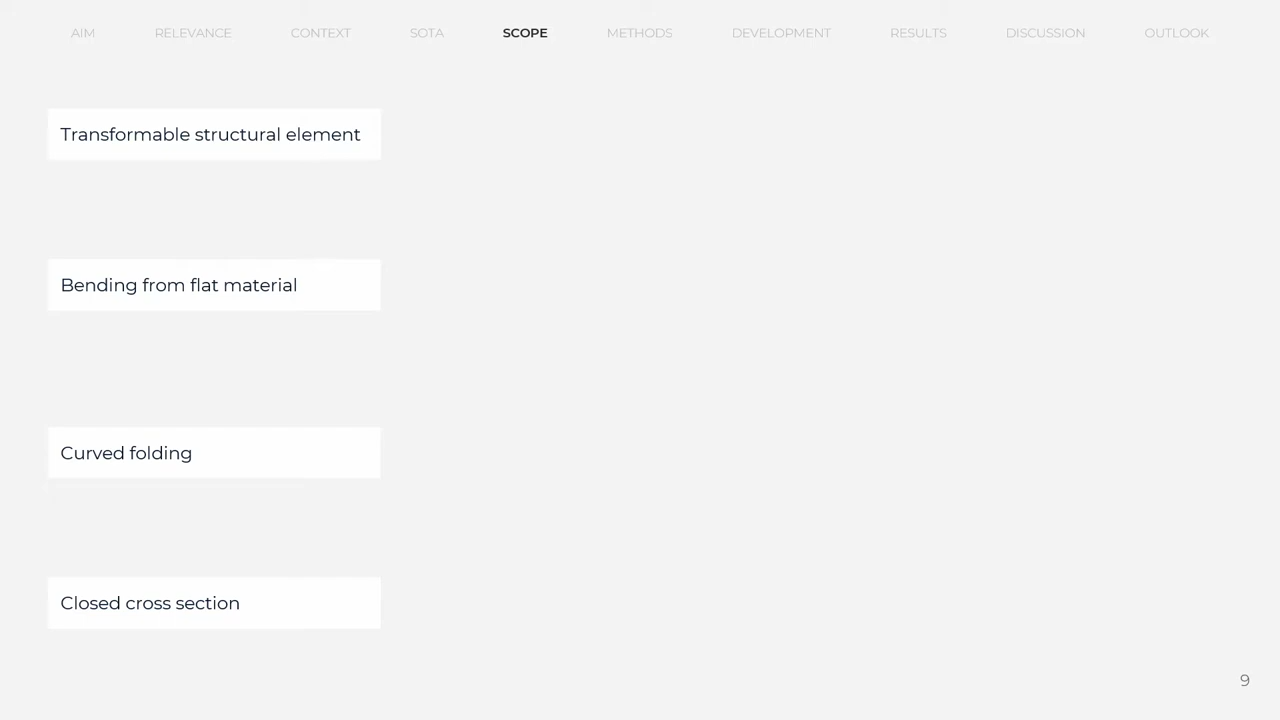 AIM RELEVANCE CONTEXT SOTA SCOPE METHODS DEVELOPMENT RESULTS DISCUSSION OUTLOOK
Transformable structural element
Bending from flat material
Curved folding
Closed cross section
9